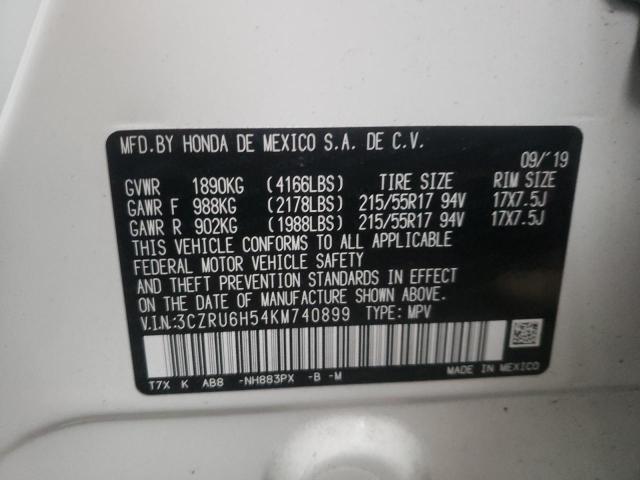 MFD.BY HONDA DE MEXICO S.A. DE C.V.
09/'19
GVWR 1890KG (4166LBS) TIRE SIZE RIM SIZE
GAWR F 988KG (2178LBS) 215/55R17 94V 17X7.5J
GAWR R 902KG (1988LBS) 215/55R17 94V 17X7.5J
THIS VEHICLE CONFORMS TO ALL APPLICABLE
FEDERAL MOTOR VEHICLE SAFETY
AND THEFT PREVENTION STANDARDS IN EFFECT
ON THE DATE OF MANUFACTURE SHOWN ABOVE.
V.I.N:3CZRU6H54KM740899 TYPE: MPV
T7X K AB8 -NH883PX -B -M
MADE IN MEXICO